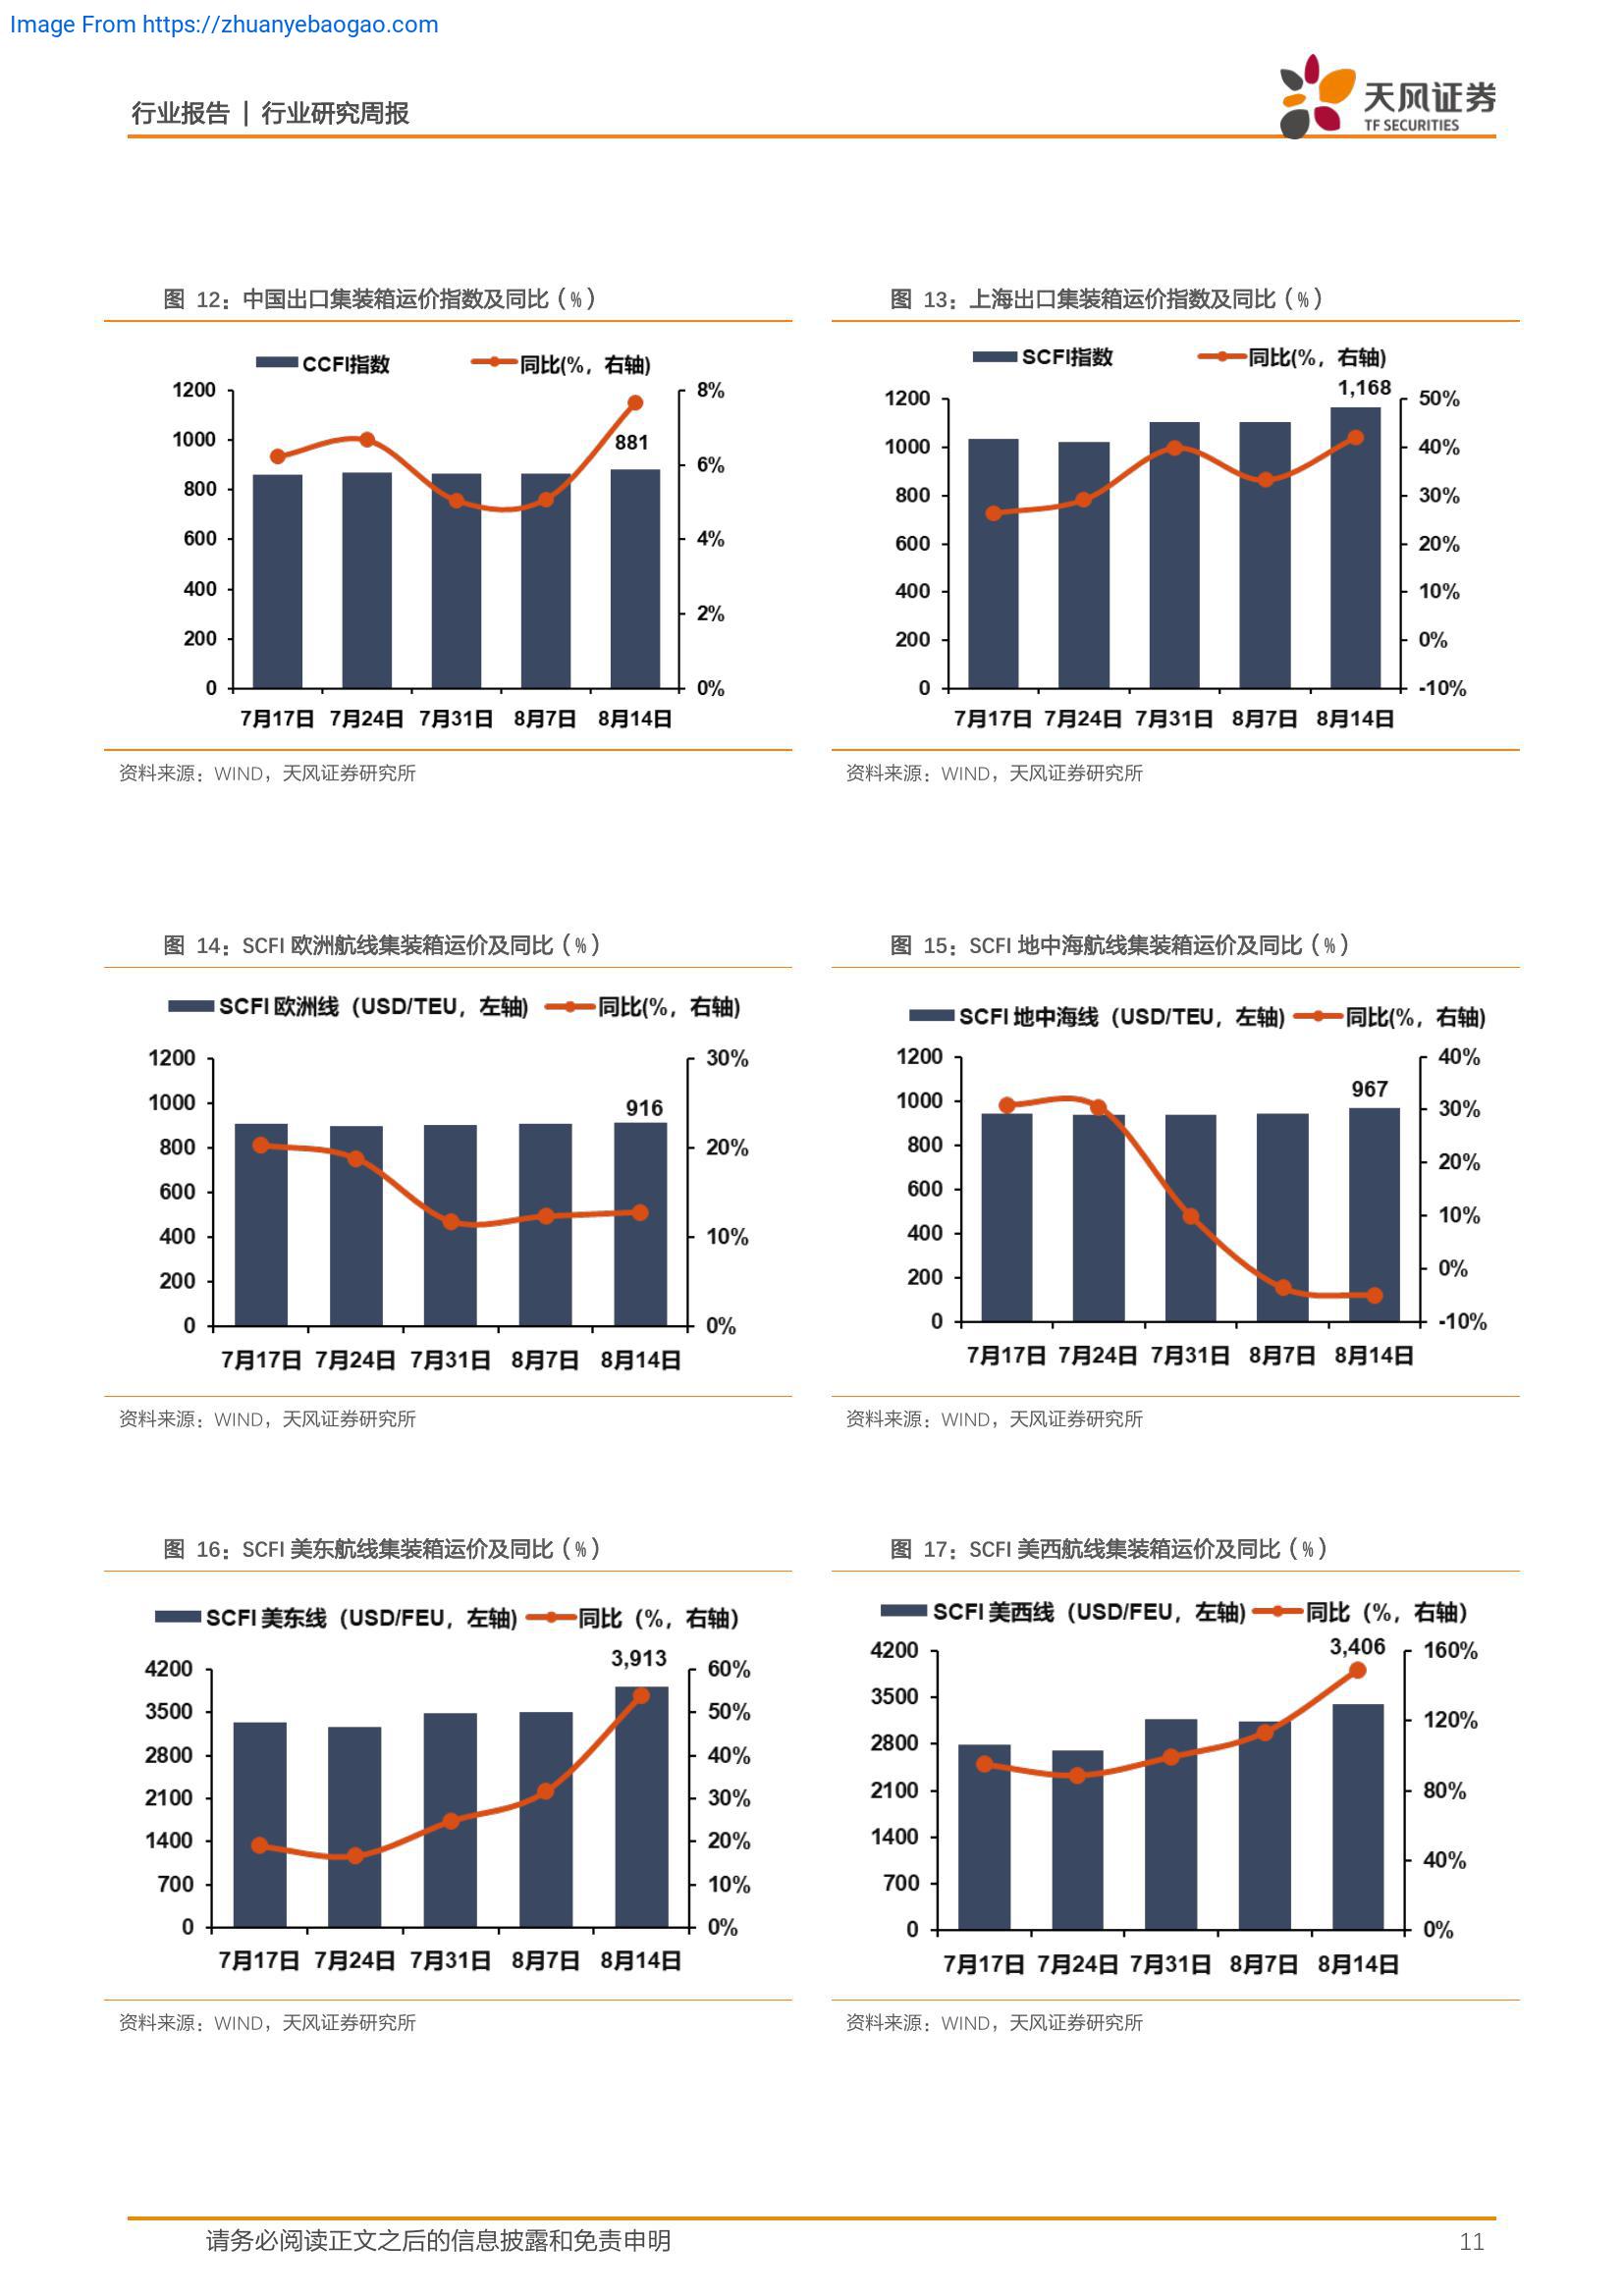 Image From https://zhuanyebaogao.com
行业报告 | 行业研究周报
天风证券
TF SECURITIES
图 12：中国出口集装箱运价指数及同比（%）
CCFI指数 同比(%，右轴)
1200
1000
800
600
400
200
0
8%
6%
4%
2%
0%
881
7月17日 7月24日 7月31日 8月7日 8月14日
资料来源：WIND，天风证券研究所
图 13：上海出口集装箱运价指数及同比（%）
SCFI指数 同比(%，右轴)
1,168
1200
1000
800
600
400
200
0
50%
40%
30%
20%
10%
0%
-10%
7月17日 7月24日 7月31日 8月7日 8月14日
资料来源：WIND，天风证券研究所
图 14：SCFI 欧洲航线集装箱运价及同比（%）
SCFI 欧洲线（USD/TEU，左轴) 同比(%，右轴)
1200
1000
800
600
400
200
0
30%
20%
10%
0%
916
7月17日 7月24日 7月31日 8月7日 8月14日
资料来源：WIND，天风证券研究所
图 15：SCFI 地中海航线集装箱运价及同比（%）
SCFI 地中海线（USD/TEU，左轴) 同比(%，右轴)
1200
1000
800
600
400
200
0
40%
30%
20%
10%
0%
-10%
967
7月17日 7月24日 7月31日 8月7日 8月14日
资料来源：WIND，天风证券研究所
图 16：SCFI 美东航线集装箱运价及同比（%）
SCFI 美东线（USD/FEU，左轴) 同比（%，右轴）
3,913
4200
3500
2800
2100
1400
700
0
60%
50%
40%
30%
20%
10%
0%
7月17日 7月24日 7月31日 8月7日 8月14日
资料来源：WIND，天风证券研究所
图 17：SCFI 美西航线集装箱运价及同比（%）
SCFI 美西线（USD/FEU，左轴) 同比（%，右轴）
3,406
4200
3500
2800
2100
1400
700
0
160%
120%
80%
40%
0%
7月17日 7月24日 7月31日 8月7日 8月14日
资料来源：WIND，天风证券研究所
请务必阅读正文之后的信息披露和免责申明
11